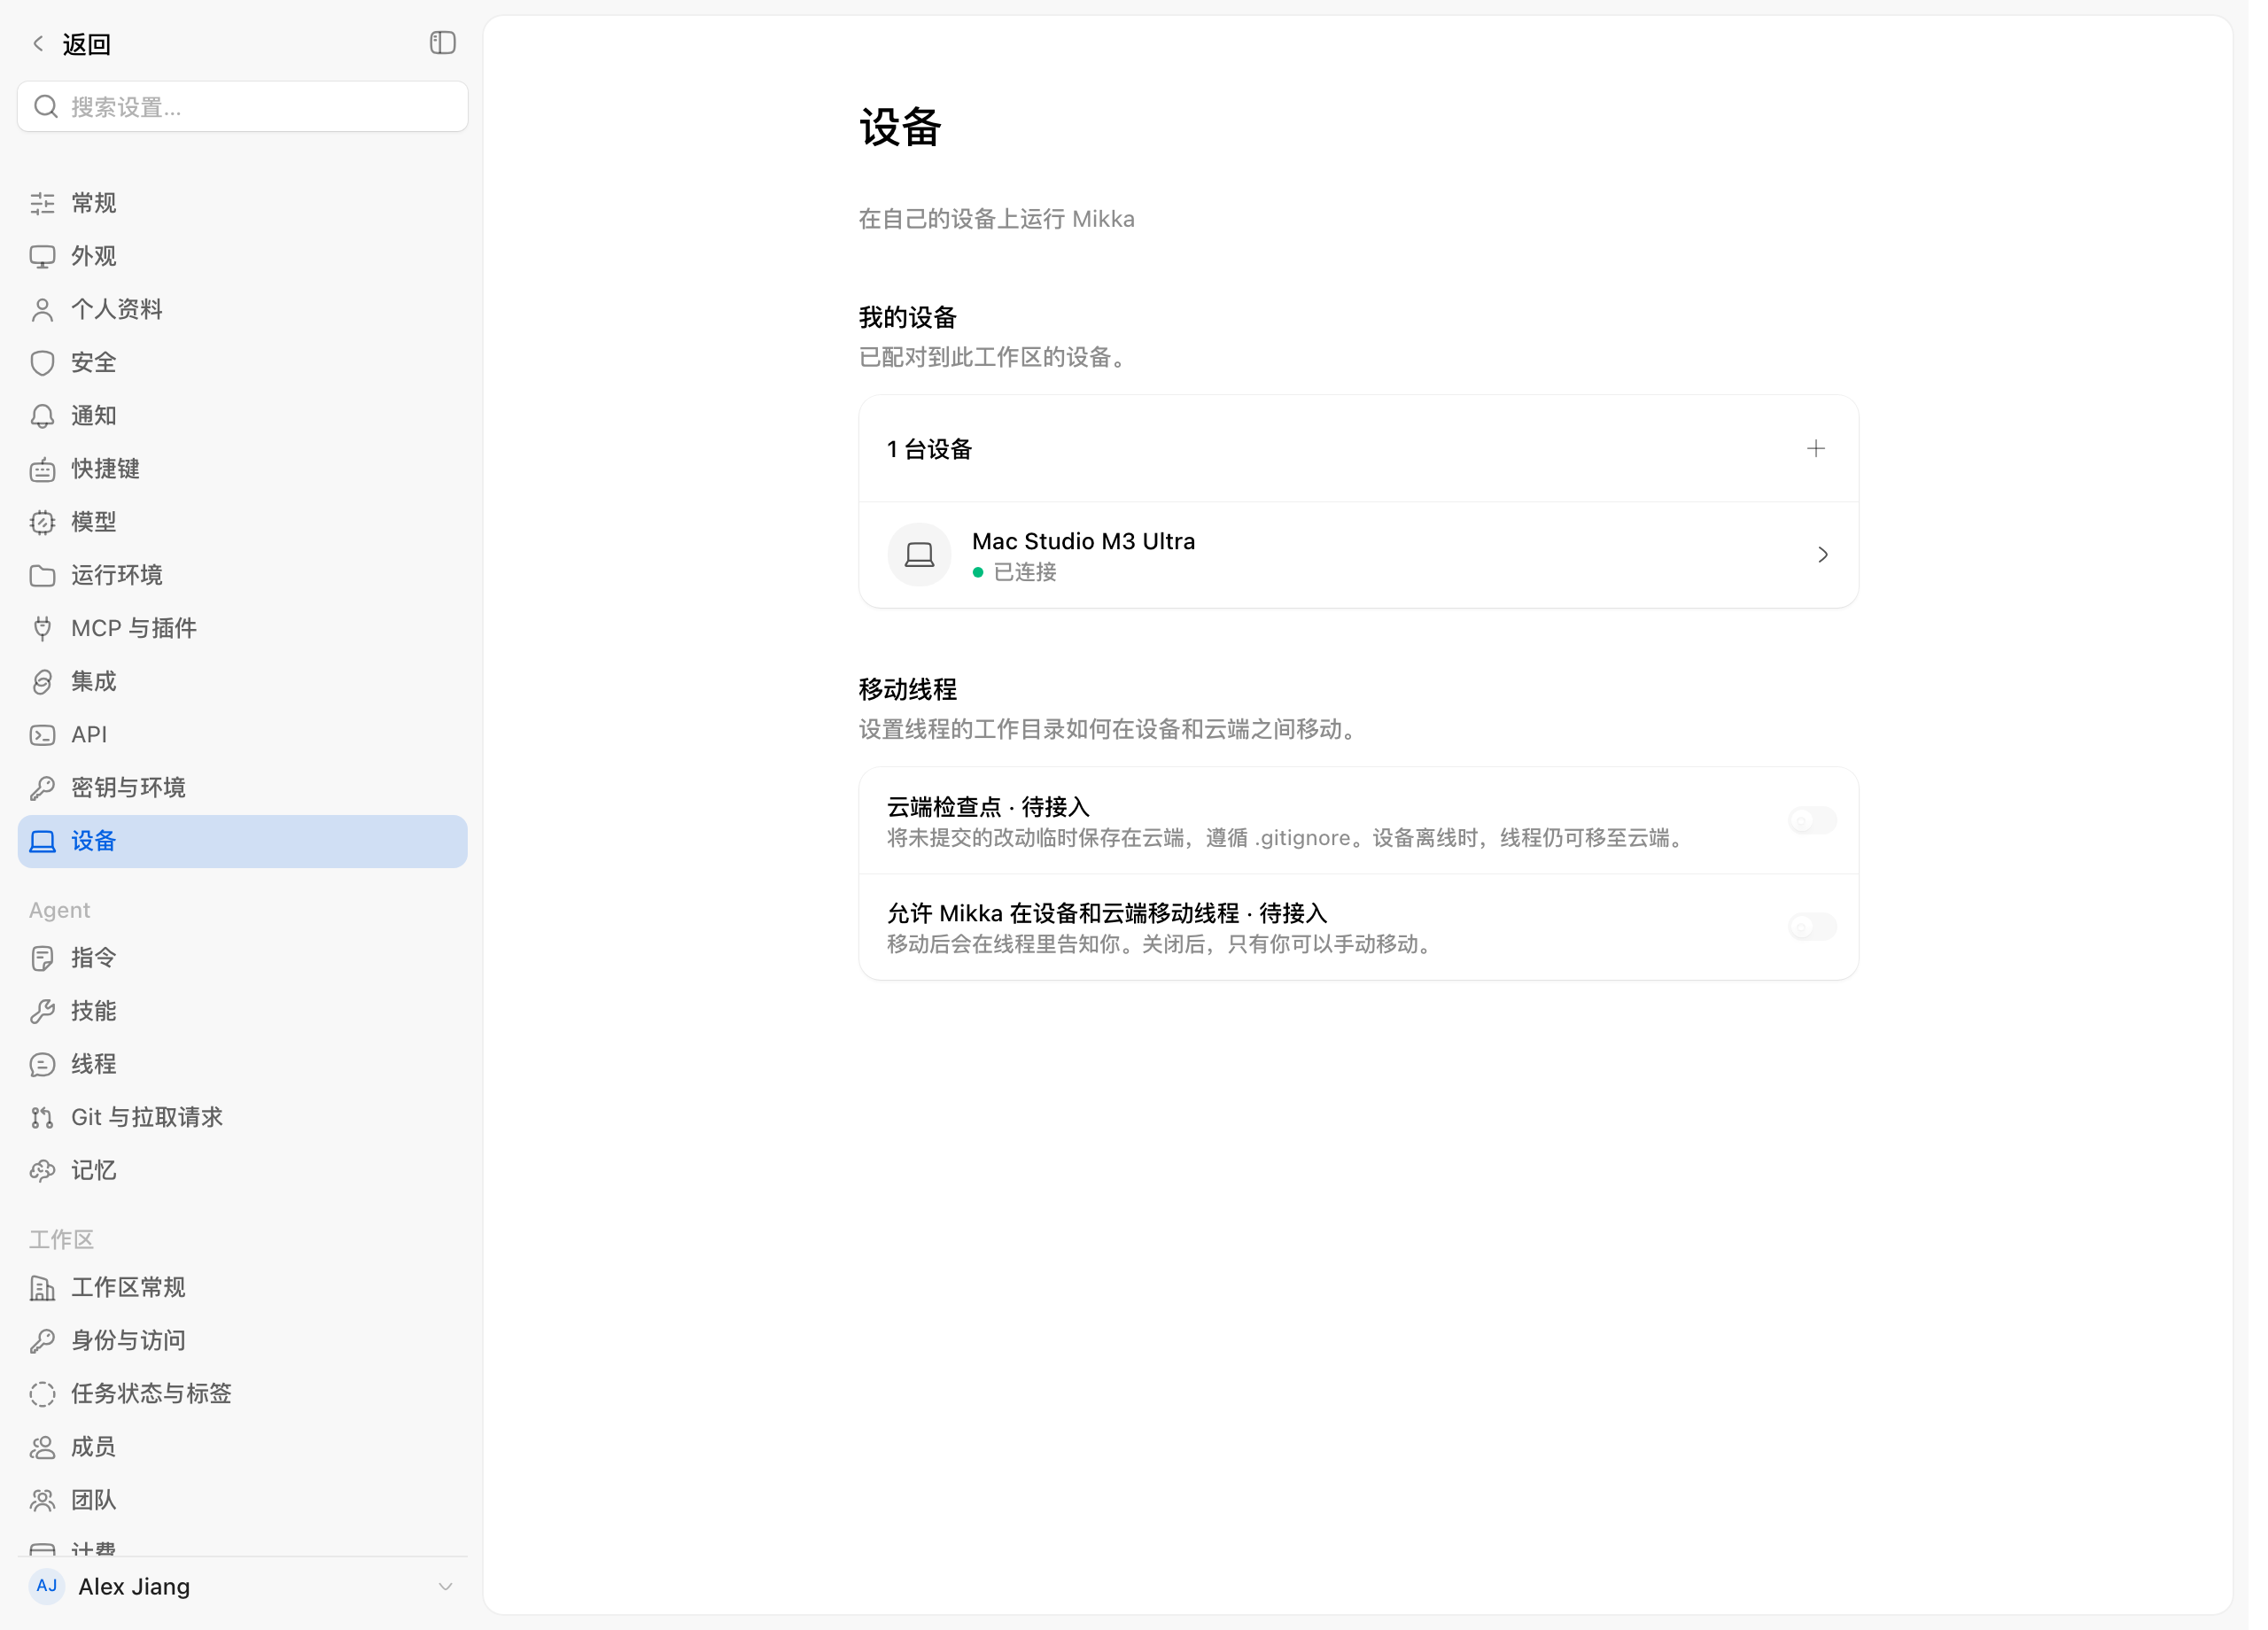 返回
搜索设置...
常规
外观
个人资料
安全
通知
快捷键
模型
运行环境
MCP 与插件
集成
API
密钥与环境
设备
Agent
指令
技能
线程
Git 与拉取请求
记忆
工作区
工作区常规
身份与访问
任务状态与标签
成员
团队
计费
AJ Alex Jiang
设备
在自己的设备上运行 Mikka
我的设备
已配对到此工作区的设备。
1 台设备
Mac Studio M3 Ultra
已连接
移动线程
设置线程的工作目录如何在设备和云端之间移动。
云端检查点 · 待接入
将未提交的改动临时保存在云端，遵循 .gitignore。设备离线时，线程仍可移至云端。
允许 Mikka 在设备和云端移动线程 · 待接入
移动后会在线程里告知你。关闭后，只有你可以手动移动。